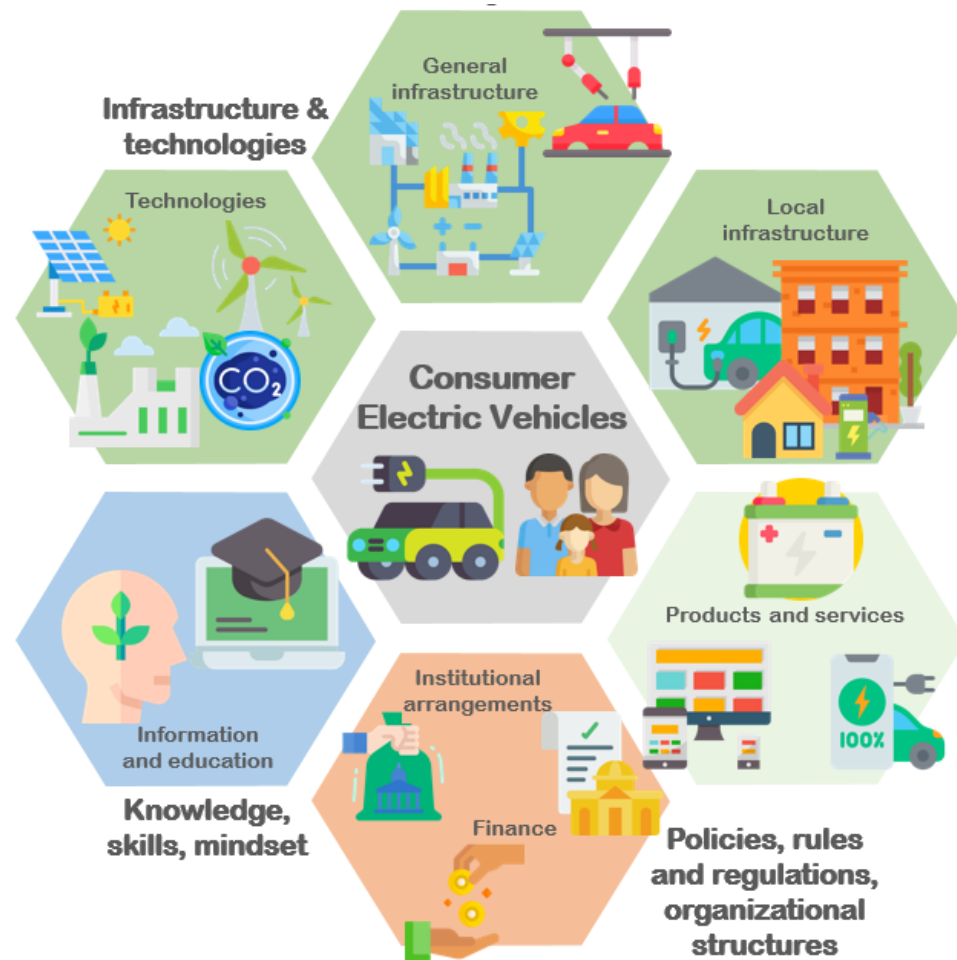 General
infrastructure
Infrastructure &
technologies
Technologies
Local
infrastructure
CO2
Consumer
Electric Vehicles
Products and services
100%
Information
and education
Institutional
arrangements
Finance
Knowledge,
skills, mindset
Policies, rules
and regulations,
organizational
structures